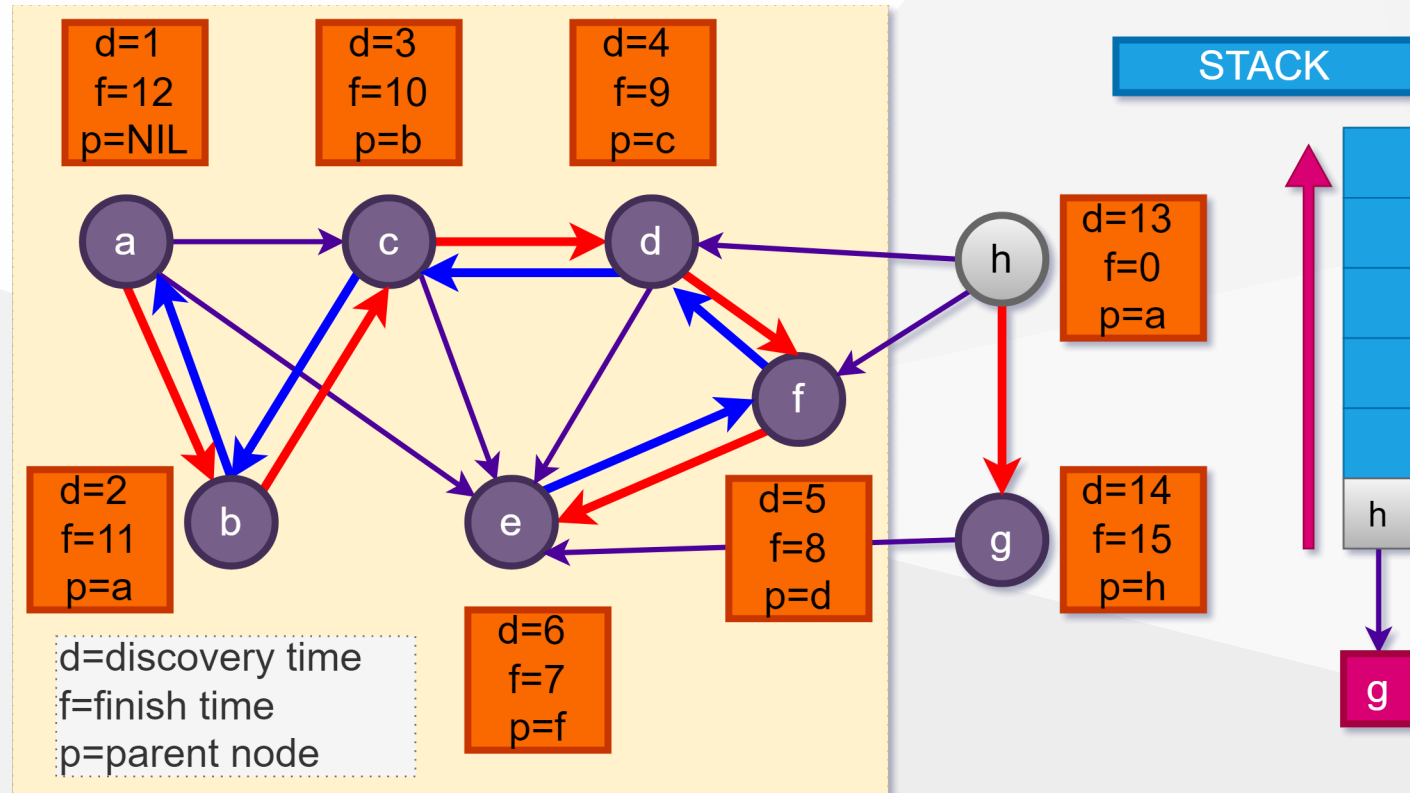 d=1
f=12
p=NIL
d=3
f=10
p=b
d=4
f=9
p=c
STACK
a
c
d
h
d=13
f=0
p=a
f
d=2
f=11
p=a
b
e
d=5
f=8
p=d
g
d=14
f=15
p=h
h
d=6
f=7
p=f
g
d=discovery time
f=finish time
p=parent node